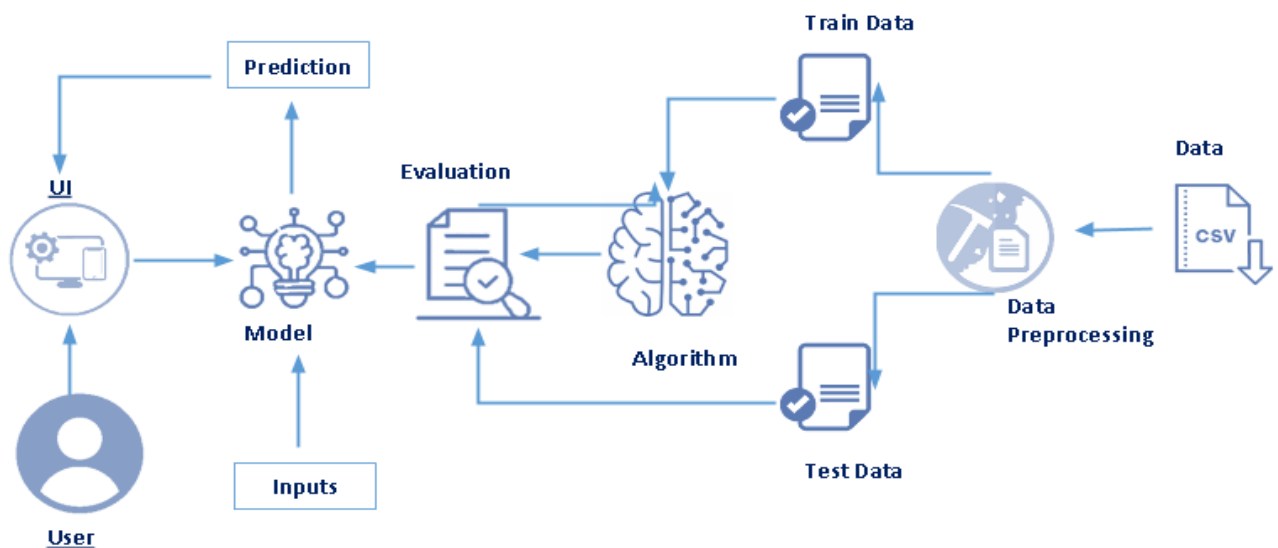 Train Data
Prediction
Data
Evaluation
UI
CSV
Data
Preprocessing
Model
Algorithm
Test Data
Inputs
User